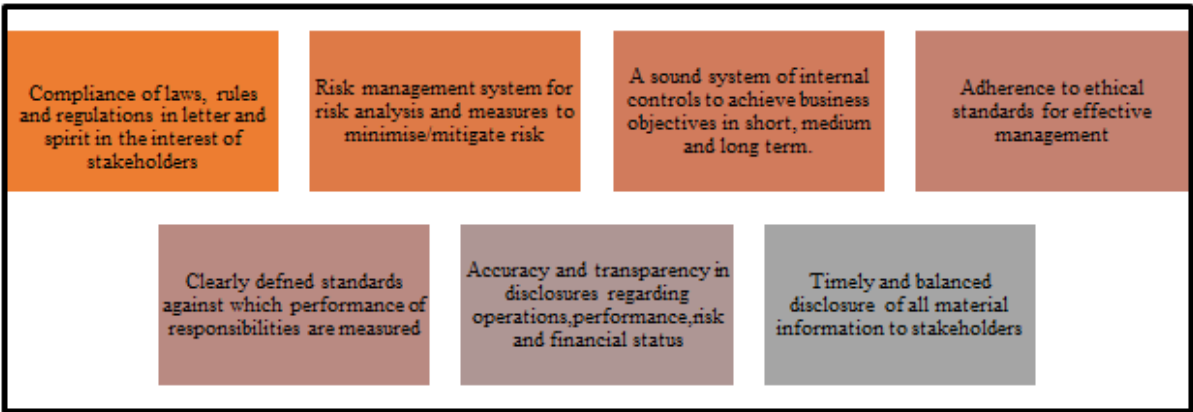 Compliance of laws, rules
and regulations in letter and
spirit in the interest of
stakeholders
Risk management system for
risk analysis and measures to
minimise/mitigate risk
A sound system of internal
controls to achieve business
objectives in short, medium
and long term.
Adherence to ethical
standards for effective
management
Clearly defned standards
against which performance of
responsibilities are measured
Accuracy and transparency in
disclosures regarding
operations,performance,risk
and financial status
Timely and balanced
disclosure of all material
information to stakeholders